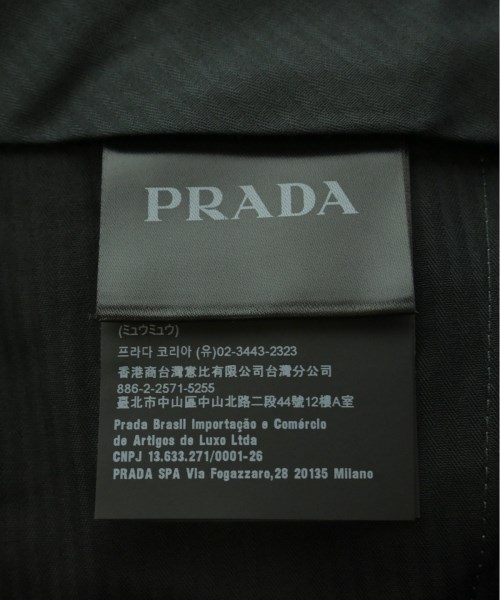 PRADA
(ミュウミュウ)
프라다 코리아 (유)02-3443-2323
香港商台灣惠比有限公司台灣分公司
886-2-2571-5255
臺北市中山區中山北路二段44號12樓A室
Prada Brasil Importação e Comércio
de Artigos de Luxo Ltda
CNPJ 13.633.271/0001-26
PRADA SPA Via Fogazzaro,28 20135 Milano